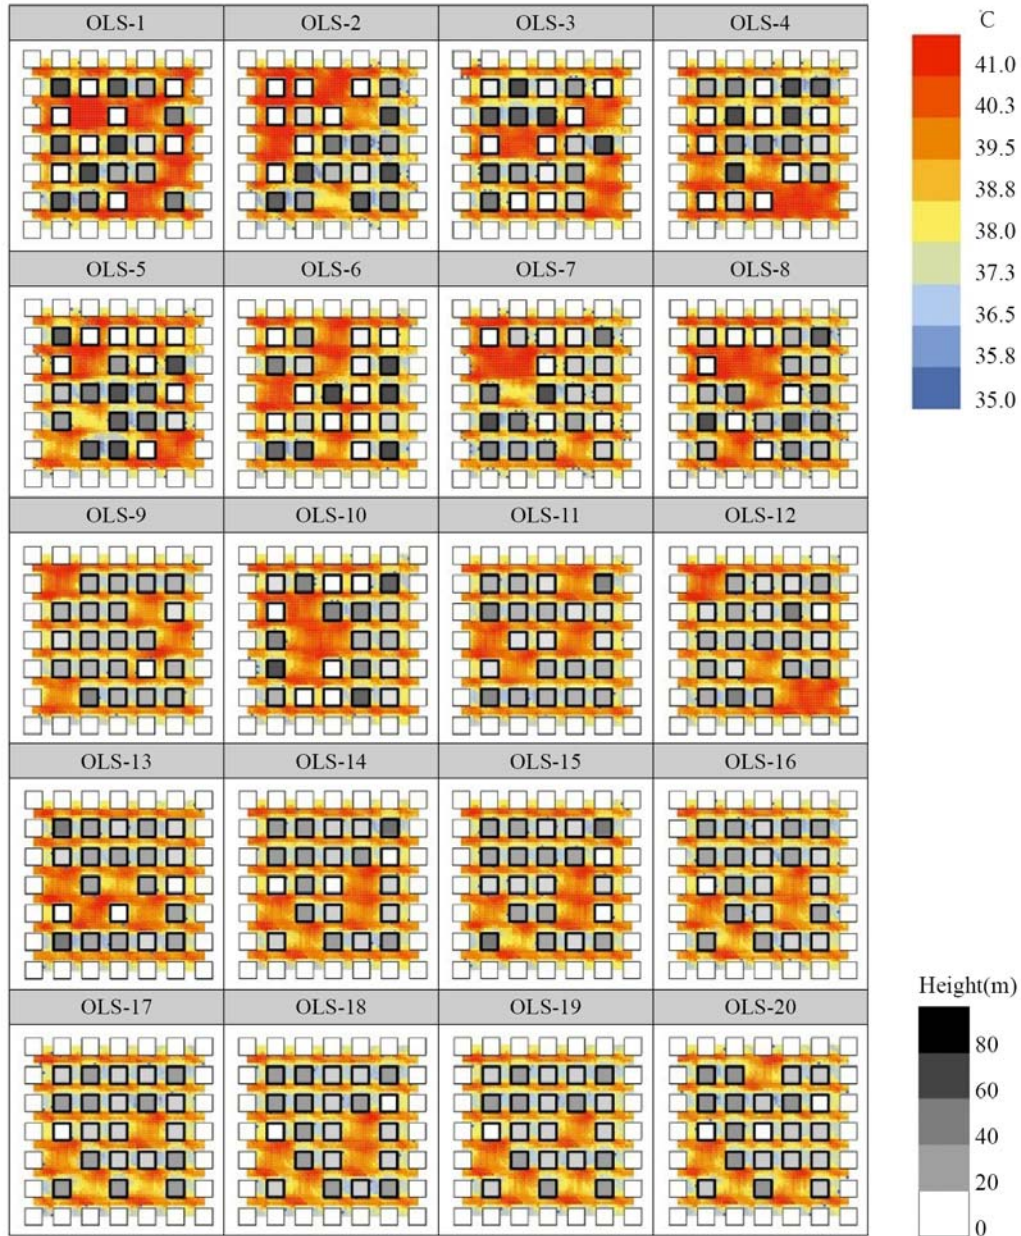 OLS-1 OLS-2 OLS-3 OLS-4
℃
41.0
40.3
39.5
38.8
38.0
37.3
36.5
35.8
35.0
OLS-5 OLS-6 OLS-7 OLS-8
OLS-9 OLS-10 OLS-11 OLS-12
OLS-13 OLS-14 OLS-15 OLS-16
OLS-17 OLS-18 OLS-19 OLS-20
Height(m)
80
60
40
20
0